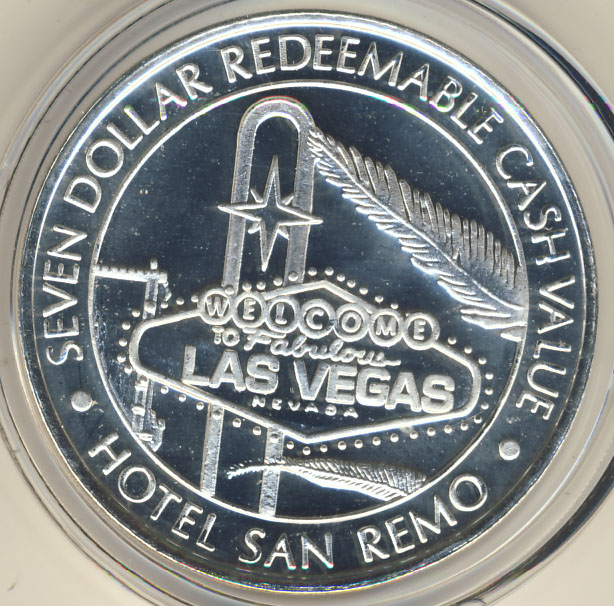 SEVEN DOLLAR REDEEMABLE CASH VALUE
WELCOME
TO Fabulous
LAS VEGAS
NEVADA
• HOTEL SAN REMO •